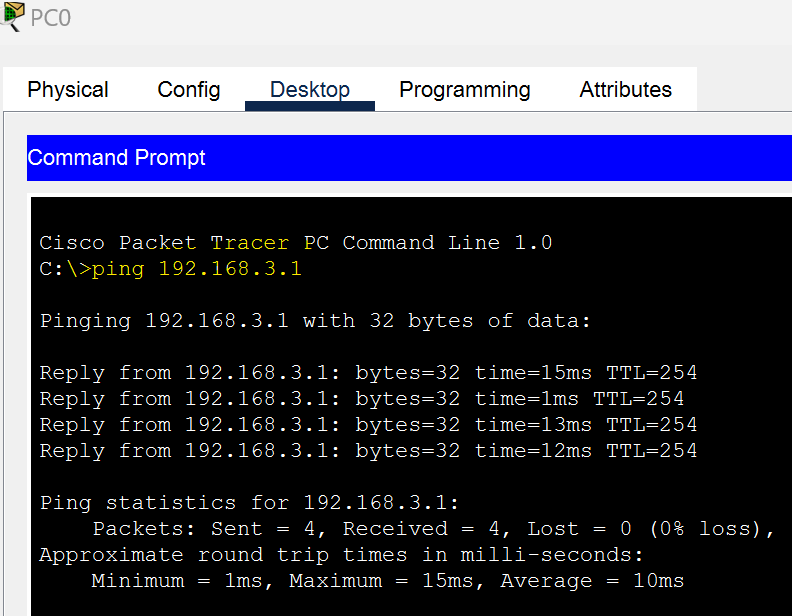 PC0
Physical Config Desktop Programming Attributes
Command Prompt
Cisco Packet Tracer PC Command Line 1.0
C:\>ping 192.168.3.1
Pinging 192.168.3.1 with 32 bytes of data:
Reply from 192.168.3.1: bytes=32 time=15ms TTL=254
Reply from 192.168.3.1: bytes=32 time=1ms TTL=254
Reply from 192.168.3.1: bytes=32 time=13ms TTL=254
Reply from 192.168.3.1: bytes=32 time=12ms TTL=254
Ping statistics for 192.168.3.1:
Packets: Sent = 4, Received = 4, Lost = 0 (0% loss),
Approximate round trip times in milli-seconds:
Minimum = 1ms, Maximum = 15ms, Average = 10ms